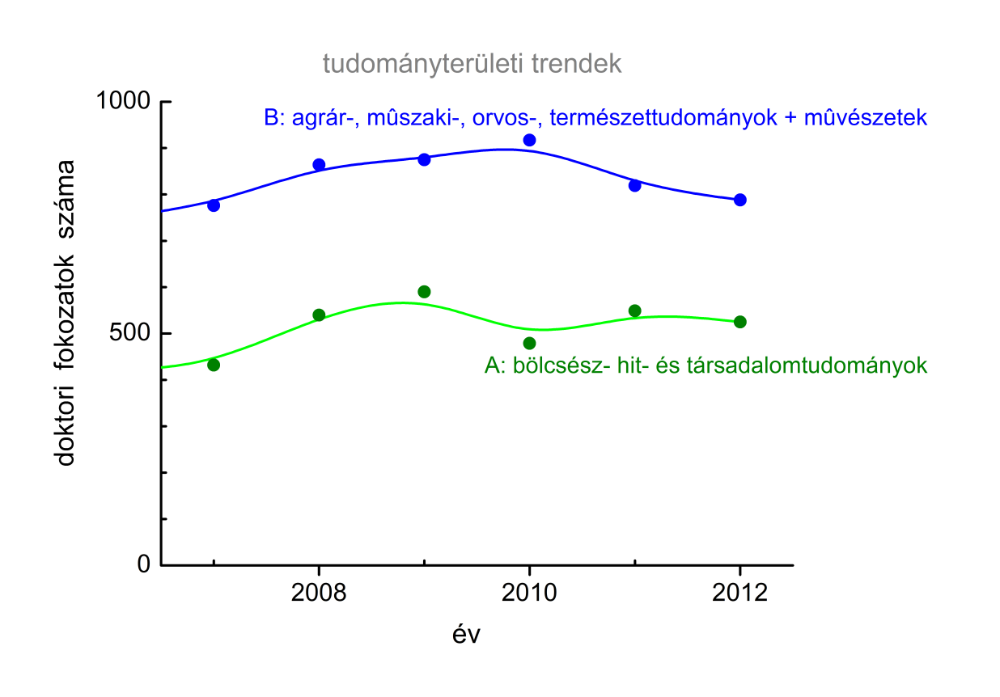 tudományterületi trendek
1000
B: agrár-, mûszaki-, orvos-, természettudományok + mûvészetek
doktori fokozatok száma
500
A: bölcsész- hit- és társadalomtudományok
0
2008 2010 2012
év